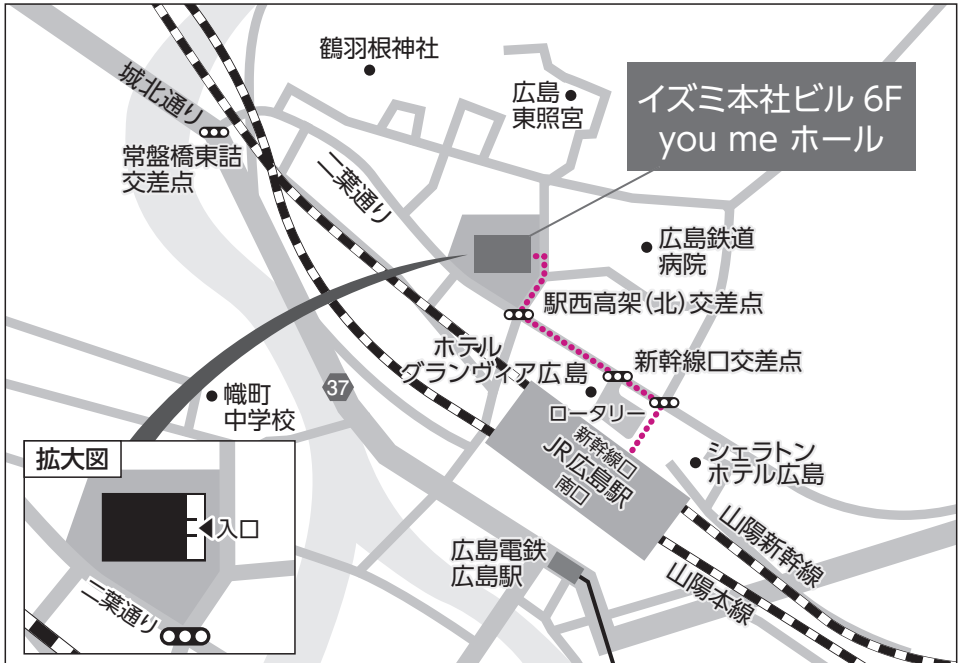 鶴羽根神社
広島
東照宮
イズミ本社ビル 6F
you me ホール
城北通り
常盤橋東詰
交差点
二葉通り
広島鉄道
病院
駅西高架(北)交差点
ホテル
グランヴィア広島
新幹線口交差点
37
幟町
中学校
ロータリー
新幹線口
JR広島駅
南口
シェラトン
ホテル広島
拡大図
入口
二葉通り
広島電鉄
広島駅
山陽新幹線
山陽本線